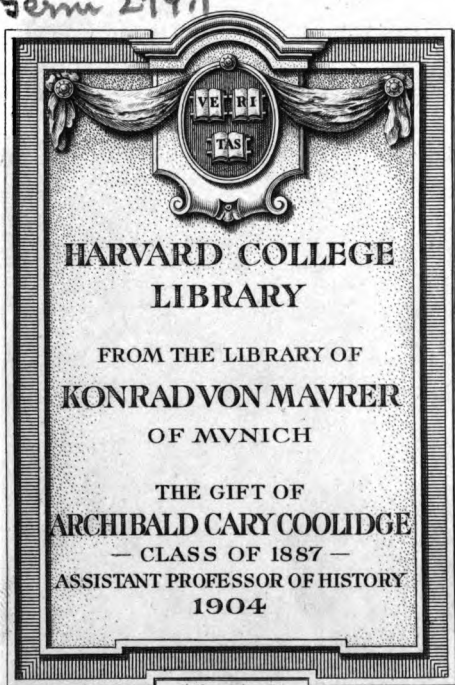 VE RI
TAS
HARVARD COLLEGE
LIBRARY
FROM THE LIBRARY OF
KONRAD VON MAVRER
OF MVNICH
THE GIFT OF
ARCHIBALD CARY COOLIDGE
— CLASS OF 1887 —
ASSISTANT PROFESSOR OF HISTORY
1904